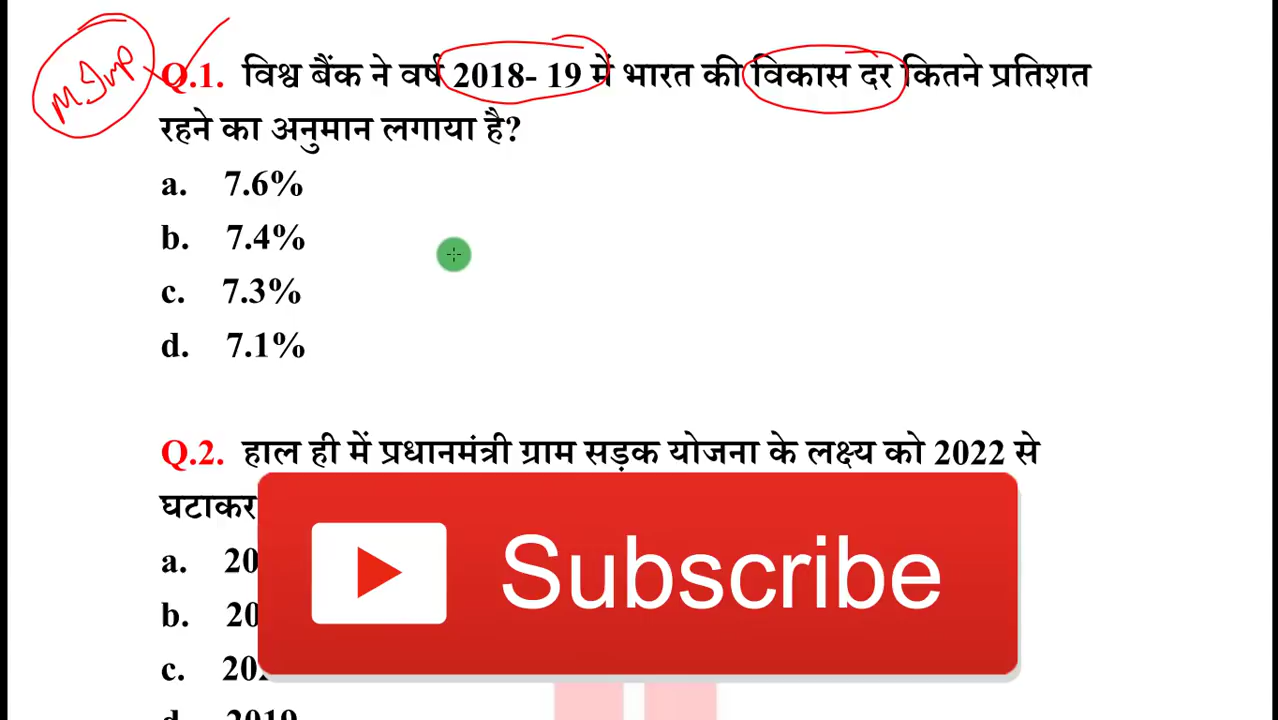 M Imp
Q.1. विश्व बैंक ने वर्ष 2018- 19 में भारत की विकास दर कितने प्रतिशत
रहने का अनुमान लगाया है?
a. 7.6%
b. 7.4%
c. 7.3%
d. 7.1%
Q.2. हाल ही में प्रधानमंत्री ग्राम सड़क योजना के लक्ष्य को 2022 से
घटाकर
a. 20
b. 20
c. 20
d. 2019
Subscribe